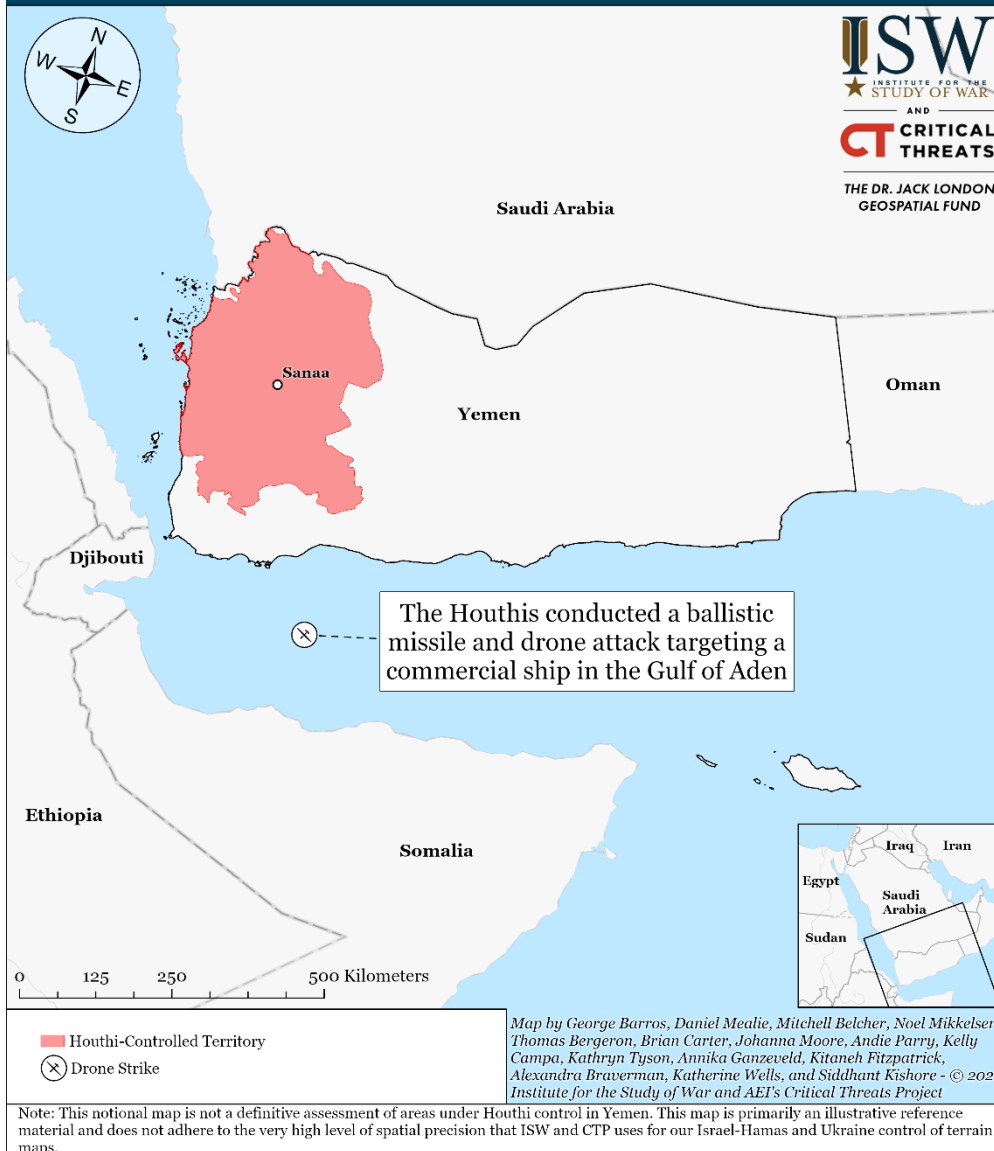 N
W
E
S
ISW
INSTITUTE FOR THE
STUDY OF WAR
AND
CT CRITICAL
THREATS
THE DR. JACK LONDON
GEOSPATIAL FUND
Saudi Arabia
Sanaa
Oman
Yemen
Djibouti
The Houthis conducted a ballistic
missile and drone attack targeting a
commercial ship in the Gulf of Aden
Ethiopia
Somalia
Iraq
Iran
Egypt
Saudi
Arabia
Sudan
0 125 250 500 Kilometers
Houthi-Controlled Territory
Drone Strike
Map by George Barros, Daniel Mealie, Mitchell Belcher, Noel Mikkelsen,
Thomas Bergeron, Brian Carter, Johanna Moore, Andie Parry, Kelly
Campa, Kathryn Tyson, Annika Ganzeveld, Kitaneh Fitzpatrick,
Alexandra Braverman, Katherine Wells, and Siddhant Kishore - © 202
Institute for the Study of War and AEI's Critical Threats Project
Note: This notional map is not a definitive assessment of areas under Houthi control in Yemen. This map is primarily an illustrative reference
material and does not adhere to the very high level of spatial precision that ISW and CTP uses for our Israel-Hamas and Ukraine control of terrain
maps.